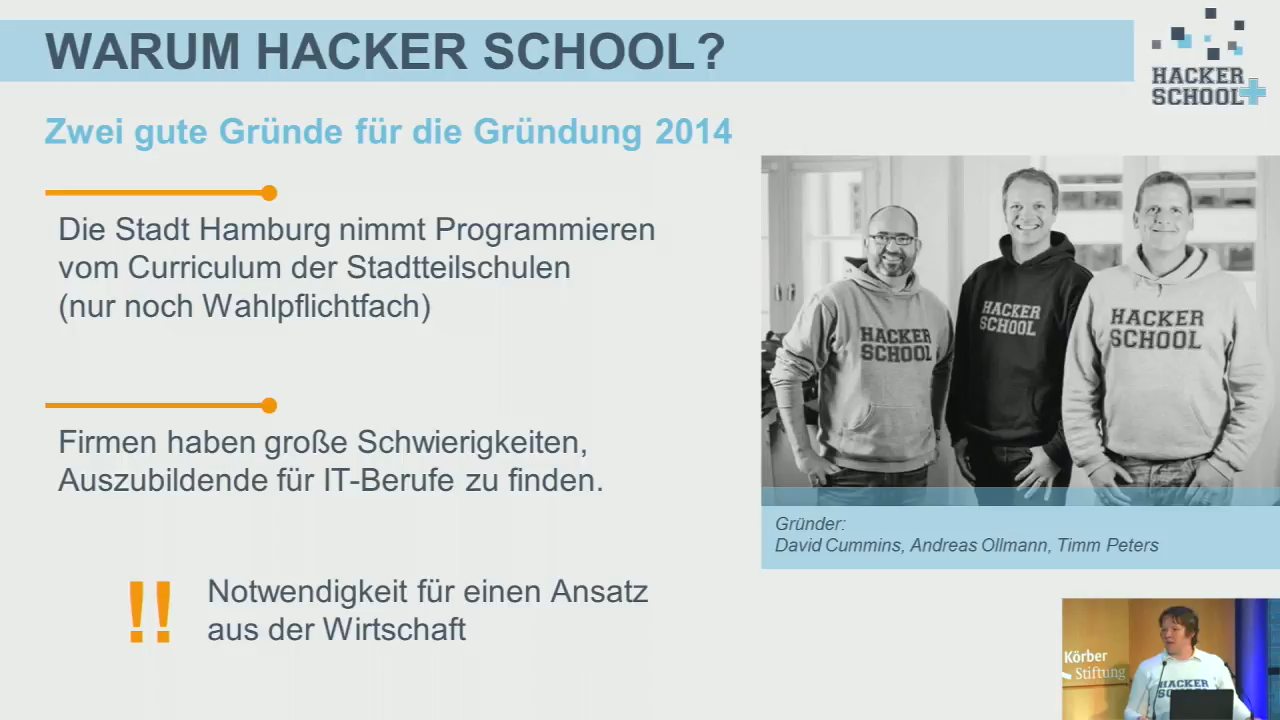 WARUM HACKER SCHOOL?
HACKER
SCHOOL
Zwei gute Gründe für die Gründung 2014
Die Stadt Hamburg nimmt Programmieren
vom Curriculum der Stadtteilschulen
(nur noch Wahlpflichtfach)
Firmen haben große Schwierigkeiten,
Auszubildende für IT-Berufe zu finden.
!! Notwendigkeit für einen Ansatz
aus der Wirtschaft
HACKER
SCHOOL
HACKER
SCHOOL
HACKER
SCHOOL
Gründer:
David Cummins, Andreas Ollmann, Timm Peters
Körber
Stiftung
HACKER